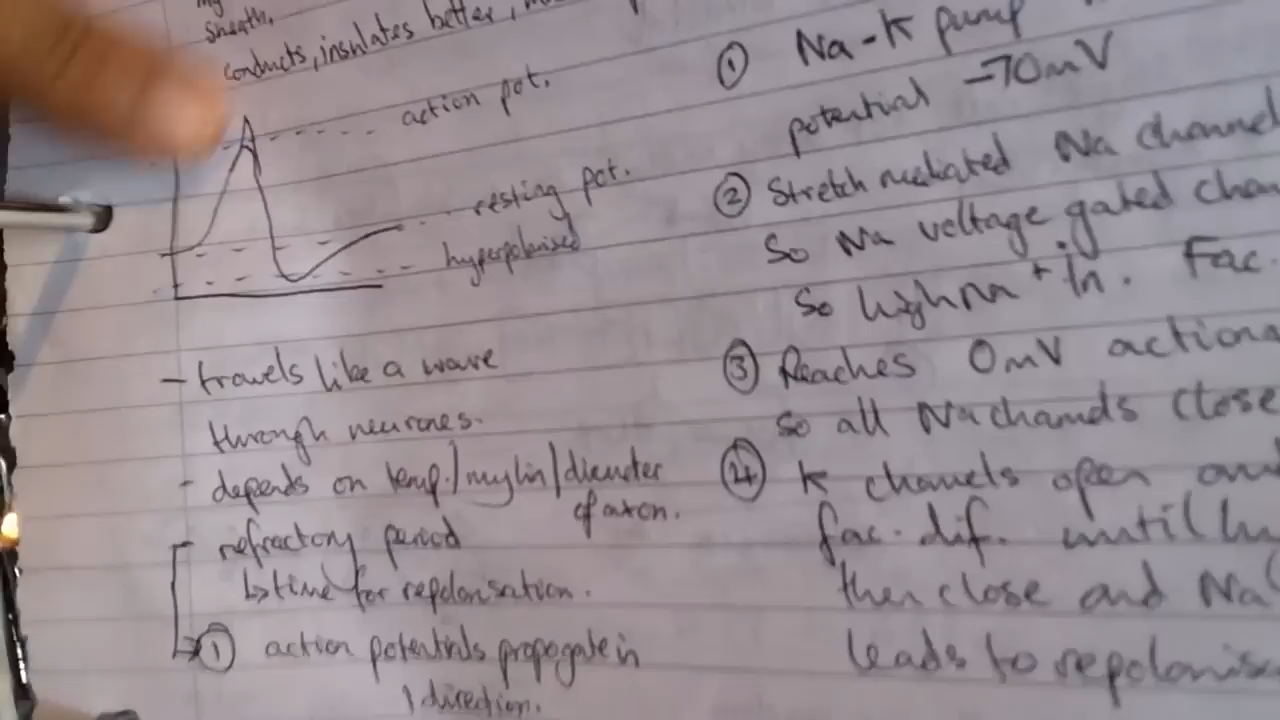 sheath.
conducts, insulates better,
action pot.
resting pot.
hyperpolarised
- travels like a wave
through neurones.
- depends on temp./mylin/diameter
of axon.
- refractory period
↳ time for repolarisation.
① action potentials propogate in
1 direction.
① Na-K pump
potential -70mV
② Stretch mediated Na channel
So Na voltage gated
So high Na + in. Fac.
③ Reaches 0mV action
so all Na channels close
④ K channels open
fac. dif. until
then close and Na
leads to repolaris